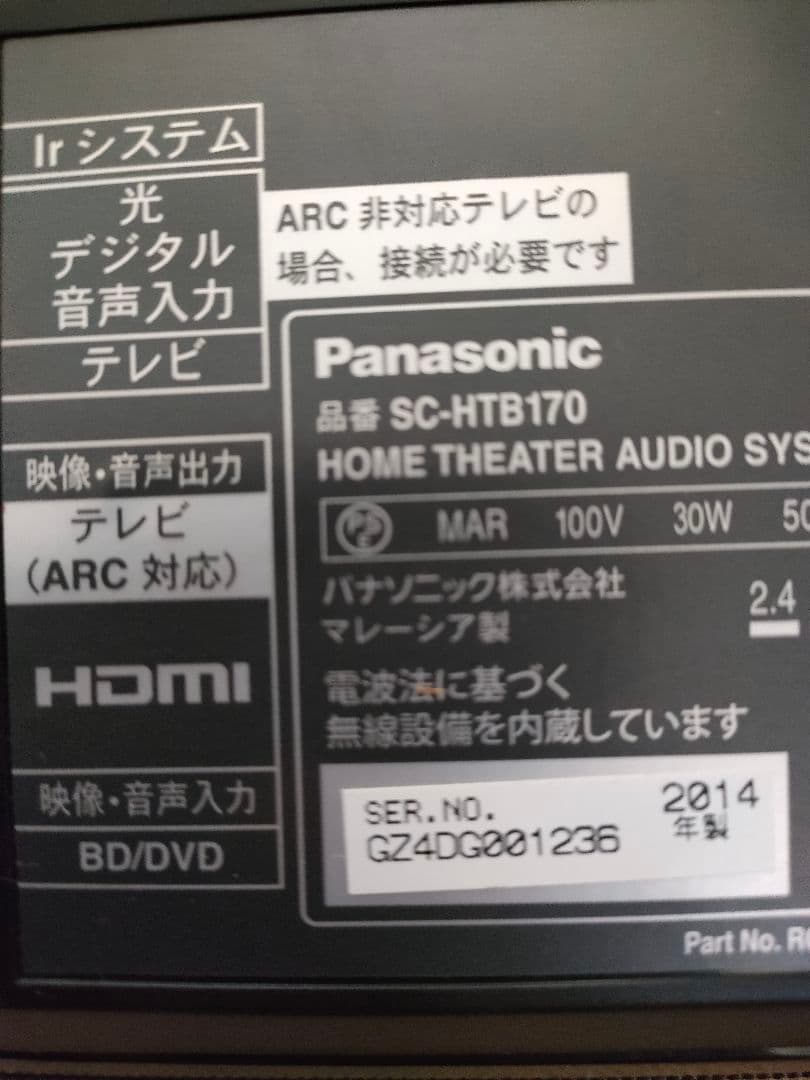 Ir システム
光
デジタル
音声入力
テレビ
ARC 非対応テレビの
場合、接続が必要です
映像・音声出力
テレビ
(ARC 対応)
HDMI
映像・音声入力
BD/DVD
Panasonic
品番 SC-HTB170
HOME THEATER AUDIO SYS
PSE MAR 100V 30W 50
パナソニック株式会社
マレーシア製
2.4
電波法に基づく
無線設備を内蔵しています
SER.NO. 2014
GZ4DG001236 年製
Part No. R